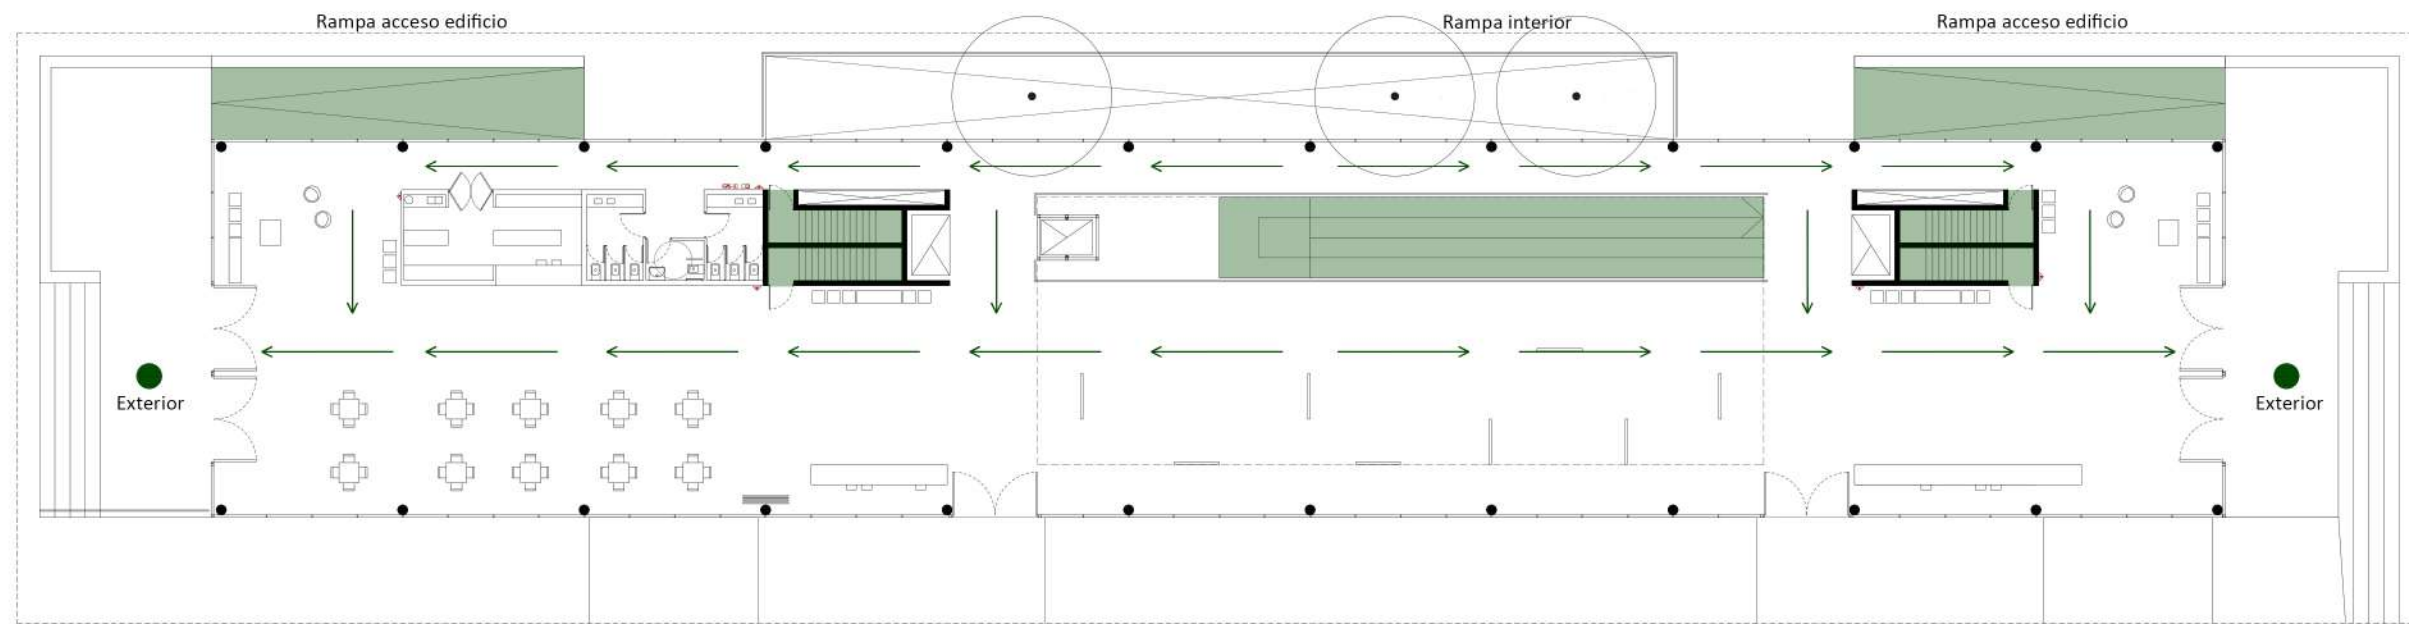 Rampa acceso edificio
Rampa interior
Rampa acceso edificio
Exterior
Exterior